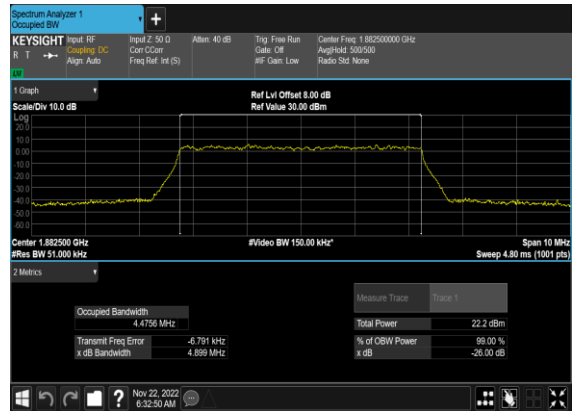 Spectrum Analyzer 1
Occupied BW
KEYSIGHT Input: RF Input Z: 50 Ω Atten: 40 dB Trig: Free Run Center Freq: 1.882500000 GHz
R T Coupling: DC Corr CCorr Gate: Off Avg|Hold: 500/500
Align: Auto Freq Ref: Int (S) #IF Gain: Low Radio Std: None
1 Graph
Ref Lvl Offset 8.00 dB
Scale/Div 10.0 dB Ref Value 30.00 dBm
Log
20.0
10.0
0.00
-10.0
-20.0
-30.0
-40.0
-50.0
-60.0
Center 1.882500 GHz #Video BW 150.00 kHz* Span 10 MHz
#Res BW 51.000 kHz Sweep 4.80 ms (1001 pts)
2 Metrics
Measure Trace Trace 1
Occupied Bandwidth
4.4756 MHz Total Power 22.2 dBm
Transmit Freq Error -6.791 kHz % of OBW Power 99.00 %
x dB Bandwidth 4.899 MHz x dB -26.00 dB
? Nov 22, 2022
6:32:50 AM